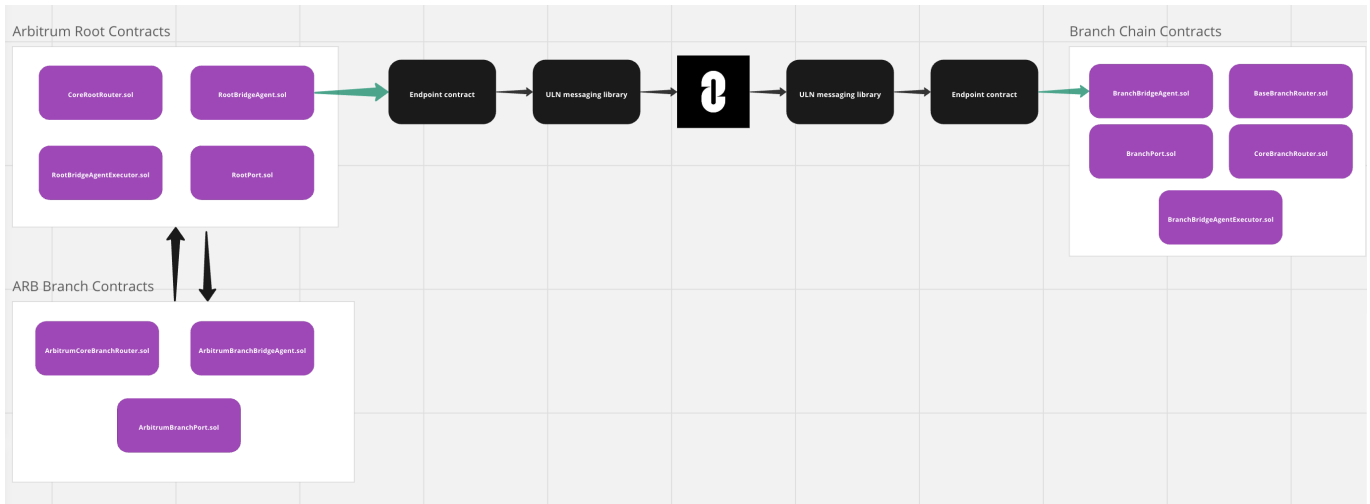 Arbitrum Root Contracts
CoreRootRouter.sol
RootBridgeAgent.sol
RootBridgeAgentExecutor.sol
RootPort.sol
Endpoint contract
ULN messaging library
ULN messaging library
Endpoint contract
Branch Chain Contracts
BranchBridgeAgent.sol
BaseBranchRouter.sol
BranchPort.sol
CoreBranchRouter.sol
BranchBridgeAgentExecutor.sol
ARB Branch Contracts
ArbitrumCoreBranchRouter.sol
ArbitrumBranchBridgeAgent.sol
ArbitrumBranchPort.sol